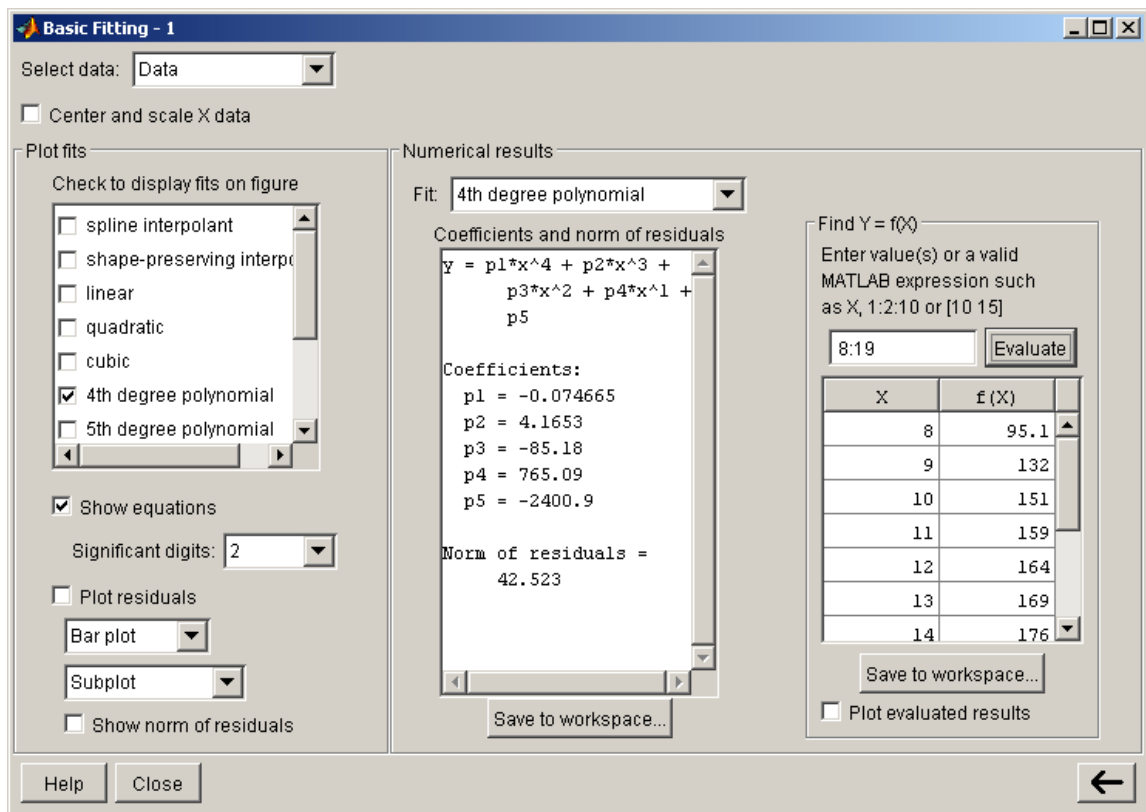 Basic Fitting - 1
Select data: Data
Center and scale X data
Plot fits
Check to display fits on figure
spline interpolant
shape-preserving interpo
linear
quadratic
cubic
4th degree polynomial
5th degree polynomial
Show equations
Significant digits: 2
Plot residuals
Bar plot
Subplot
Show norm of residuals
Numerical results
Fit: 4th degree polynomial
Coefficients and norm of residuals
y = p1*x^4 + p2*x^3 +
p3*x^2 + p4*x^1 +
p5
Coefficients:
p1 = -0.074665
p2 = 4.1653
p3 = -85.18
p4 = 765.09
p5 = -2400.9
Norm of residuals =
42.523
Save to workspace...
Find Y = f(X)
Enter value(s) or a valid
MATLAB expression such
as X, 1:2:10 or [10 15]
8:19 Evaluate
X f (X)
8 95.1
9 132
10 151
11 159
12 164
13 169
14 176
Save to workspace...
Plot evaluated results
Help Close